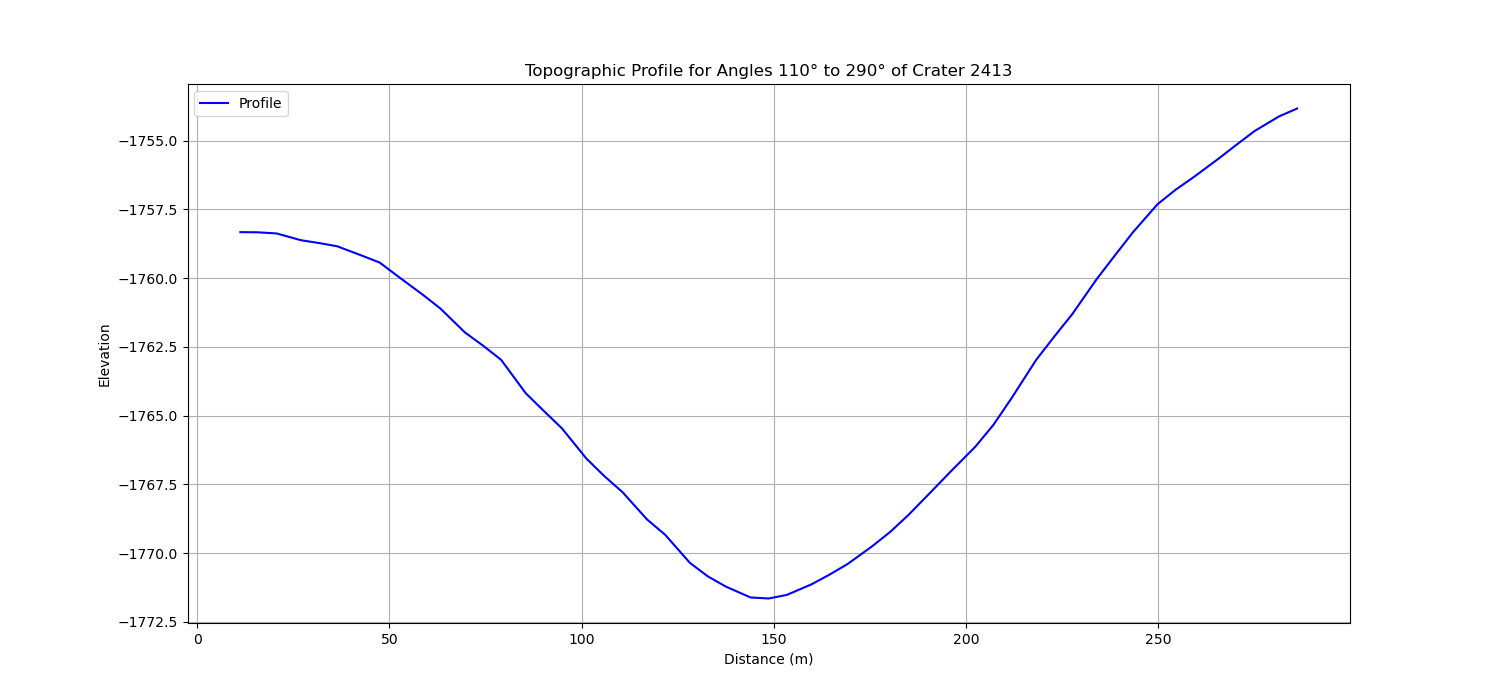 Topographic Profile for Angles 110° to 290° of Crater 2413
Profile
−1755.0
−1757.5
−1760.0
−1762.5
−1765.0
−1767.5
−1770.0
−1772.5
Elevation
0 50 100 150 200 250
Distance (m)